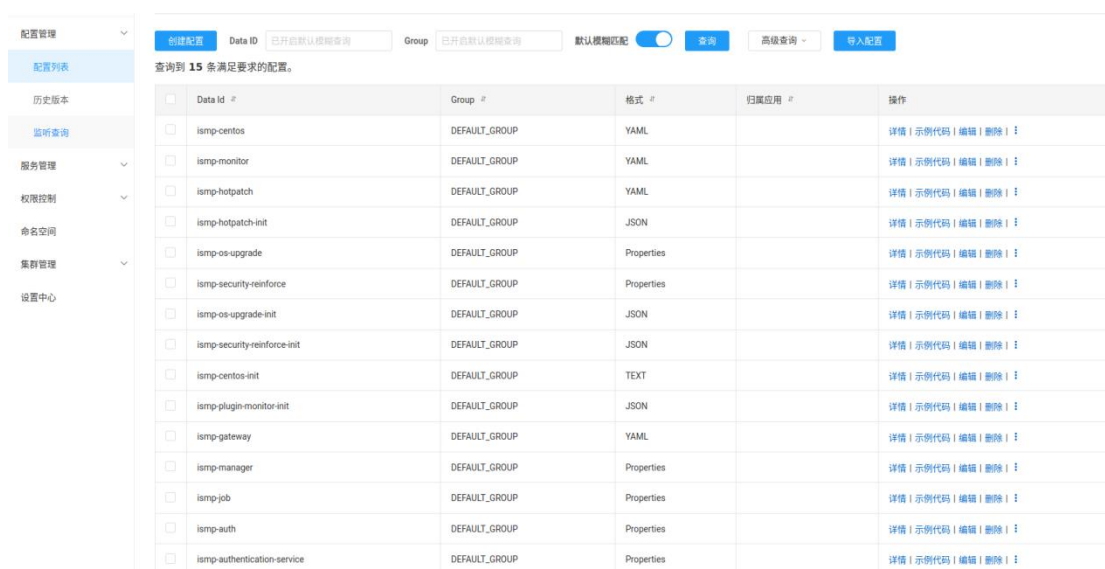 配置管理
配置列表
历史版本
监听查询
服务管理
权限控制
命名空间
集群管理
设置中心
创建配置 Data ID 已开启默认模糊查询 Group 已开启默认模糊查询 默认模糊匹配 查询 高级查询 导入配置
查询到 15 条满足要求的配置。
Data Id Group 格式 归属应用 操作
ismp-centos DEFAULT_GROUP YAML 详情 | 示例代码 | 编辑 | 删除 |
ismp-monitor DEFAULT_GROUP YAML 详情 | 示例代码 | 编辑 | 删除 |
ismp-hotpatch DEFAULT_GROUP YAML 详情 | 示例代码 | 编辑 | 删除 |
ismp-hotpatch-init DEFAULT_GROUP JSON 详情 | 示例代码 | 编辑 | 删除 |
ismp-os-upgrade DEFAULT_GROUP Properties 详情 | 示例代码 | 编辑 | 删除 |
ismp-security-reinforce DEFAULT_GROUP Properties 详情 | 示例代码 | 编辑 | 删除 |
ismp-os-upgrade-init DEFAULT_GROUP JSON 详情 | 示例代码 | 编辑 | 删除 |
ismp-security-reinforce-init DEFAULT_GROUP JSON 详情 | 示例代码 | 编辑 | 删除 |
ismp-centos-init DEFAULT_GROUP TEXT 详情 | 示例代码 | 编辑 | 删除 |
ismp-plugin-monitor-init DEFAULT_GROUP JSON 详情 | 示例代码 | 编辑 | 删除 |
ismp-gateway DEFAULT_GROUP YAML 详情 | 示例代码 | 编辑 | 删除 |
ismp-manager DEFAULT_GROUP Properties 详情 | 示例代码 | 编辑 | 删除 |
ismp-job DEFAULT_GROUP Properties 详情 | 示例代码 | 编辑 | 删除 |
ismp-auth DEFAULT_GROUP Properties 详情 | 示例代码 | 编辑 | 删除 |
ismp-authentication-service DEFAULT_GROUP Properties 详情 | 示例代码 | 编辑 | 删除 |